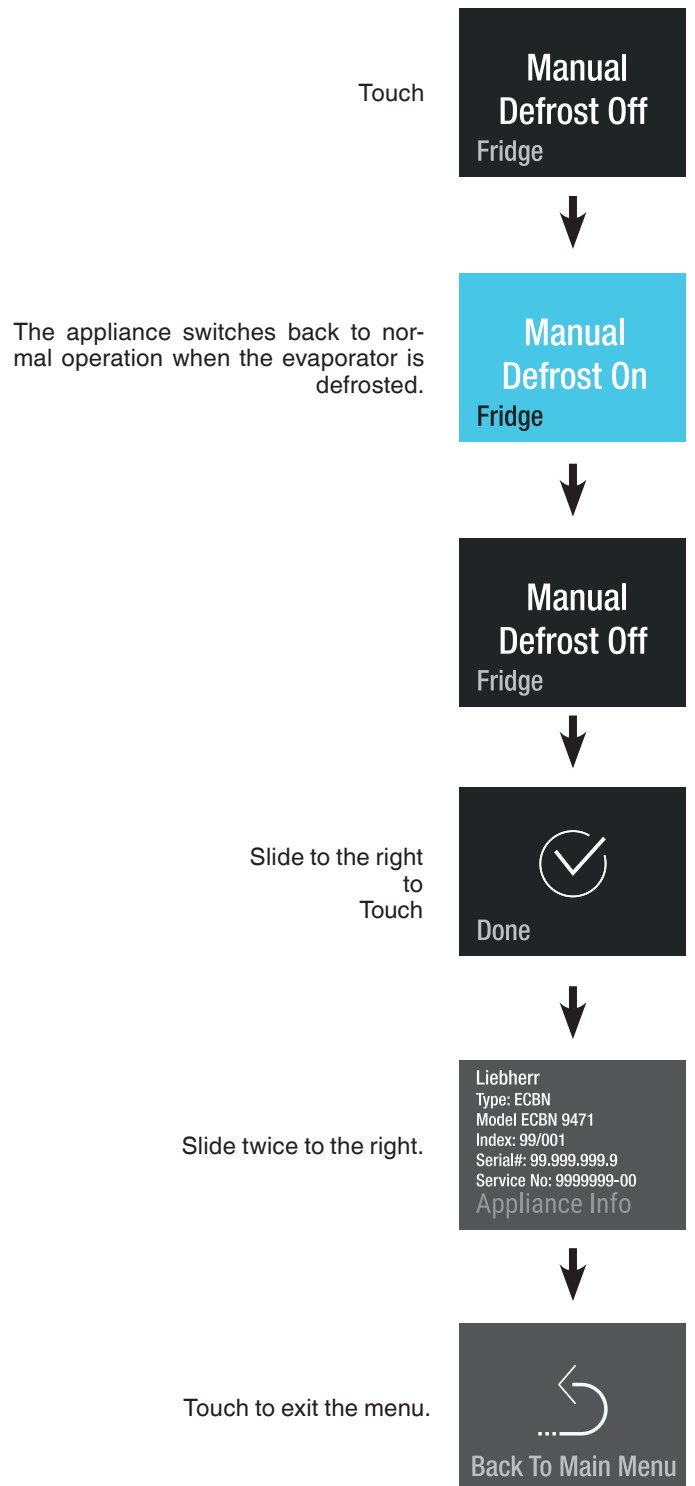 Touch
Manual
Defrost Off
Fridge
The appliance switches back to nor-
mal operation when the evaporator is
defrosted.
Manual
Defrost On
Fridge
Manual
Defrost Off
Fridge
Slide to the right
to
Touch
Done
Slide twice to the right.
Liebherr
Type: ECBN
Model ECBN 9471
Index: 99/001
Serial#: 99.999.999.9
Service No: 9999999-00
Appliance Info
Touch to exit the menu.
Back To Main Menu